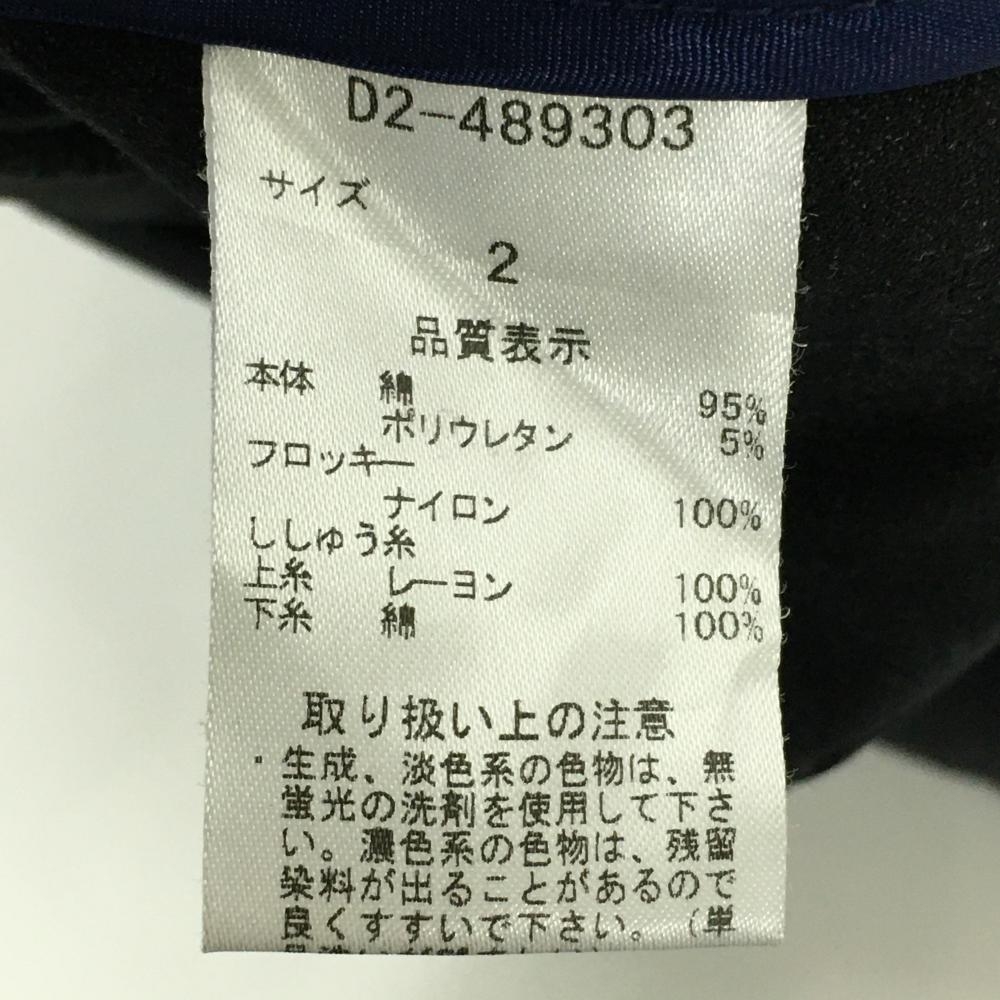 D2-489303
サイズ
2
品質表示
本体 綿 95%
ポリウレタン 5%
フロッキー
ナイロン 100%
ししゅう糸
上糸 レーヨン 100%
下糸 綿 100%
取り扱い上の注意
・生成、淡色系の色物は、無
蛍光の洗剤を使用して下さ
い。濃色系の色物は、残留
染料が出ることがあるので
良くすすいで下さい。（単